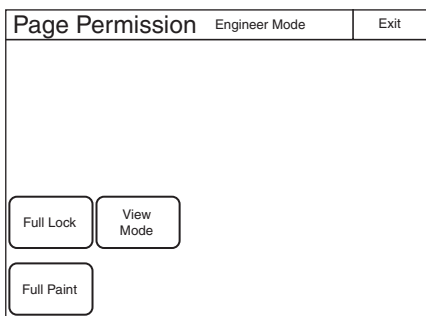 Page Permission Engineer Mode Exit
Full Lock View
Mode
Full Paint